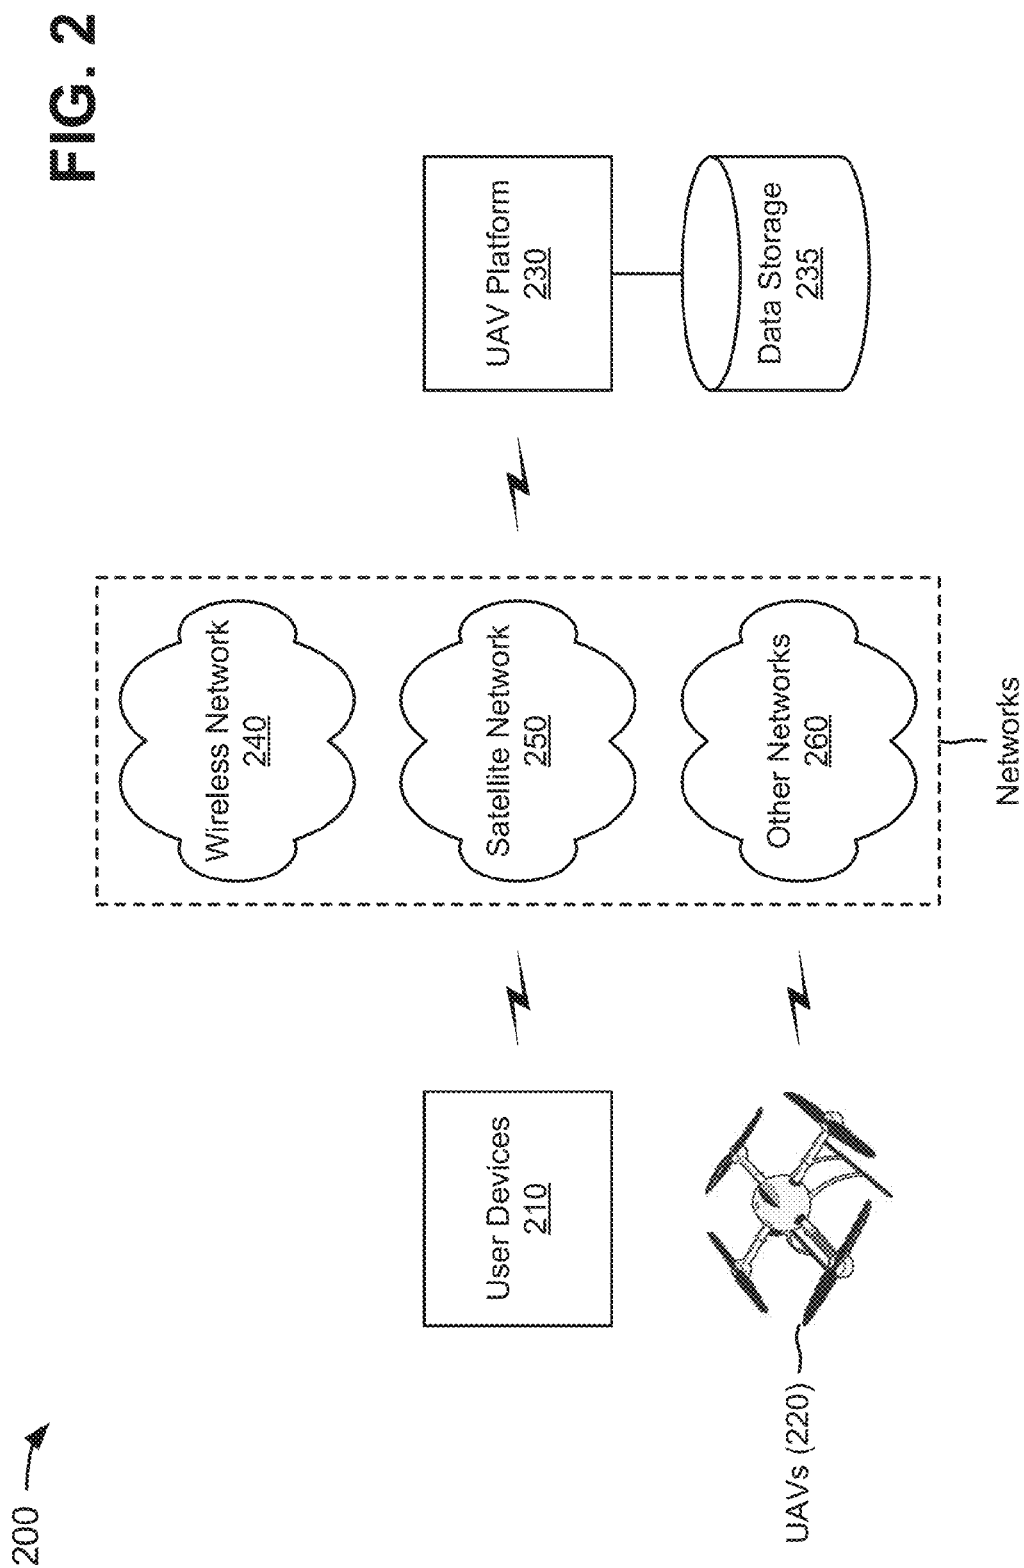 200
FIG. 2
Wireless Network
240
User Devices
210
Satellite Network
250
UAV Platform
230
UAVs (220)
Other Networks
260
Data Storage
235
Networks